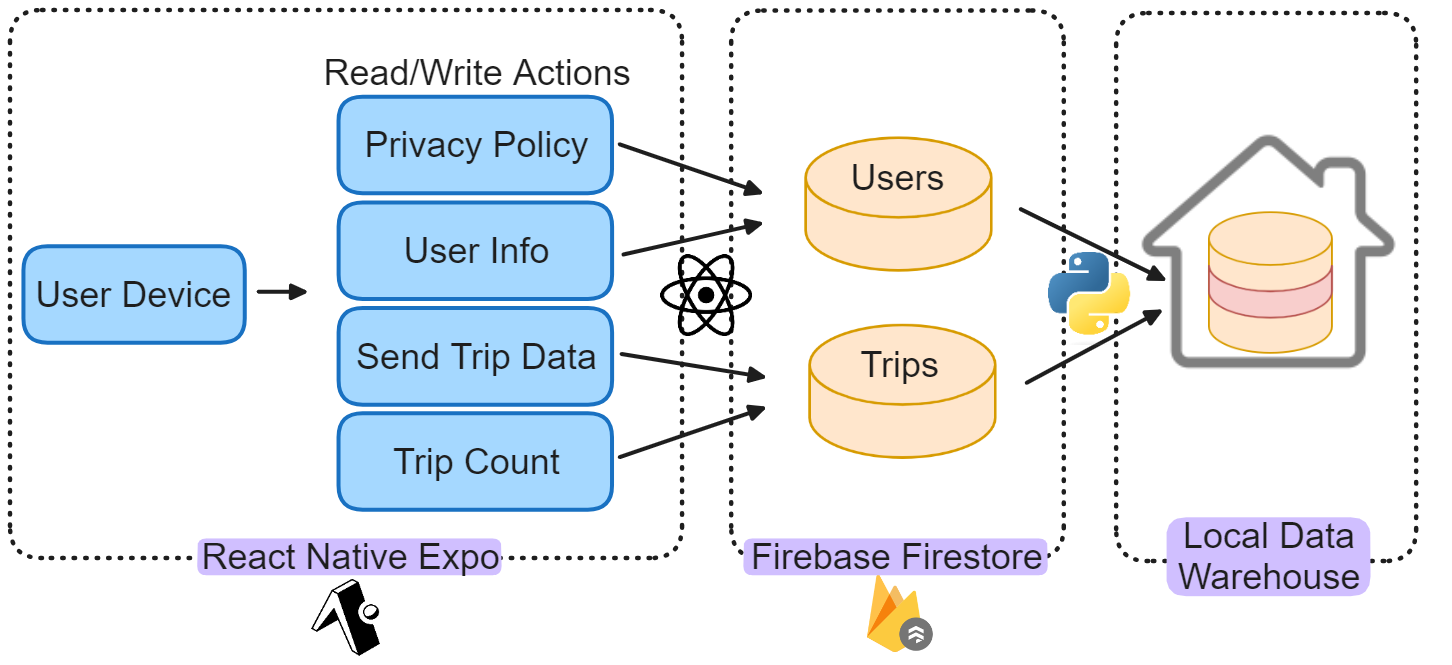 Read/Write Actions
Privacy Policy
User Info
User Device
Send Trip Data
Trip Count
React Native Expo
Users
Trips
Firebase Firestore
Local Data
Warehouse